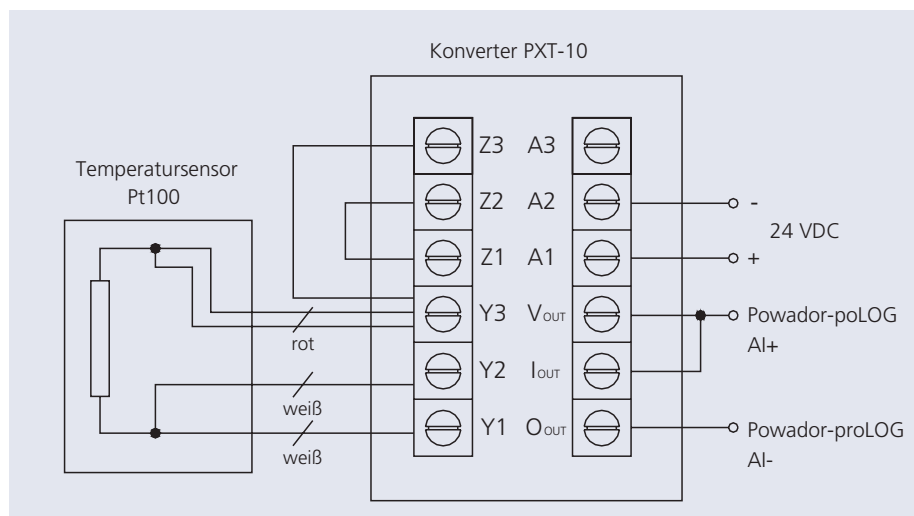 Konverter PXT-10
Temperatursensor
Pt100
Z3 A3
Z2 A2
Z1 A1
Y3 VOUT
Y2 IOUT
Y1 OOUT
rot
weiß
weiß
-
24 VDC
+
Powador-poLOG
AI+
Powador-proLOG
AI-